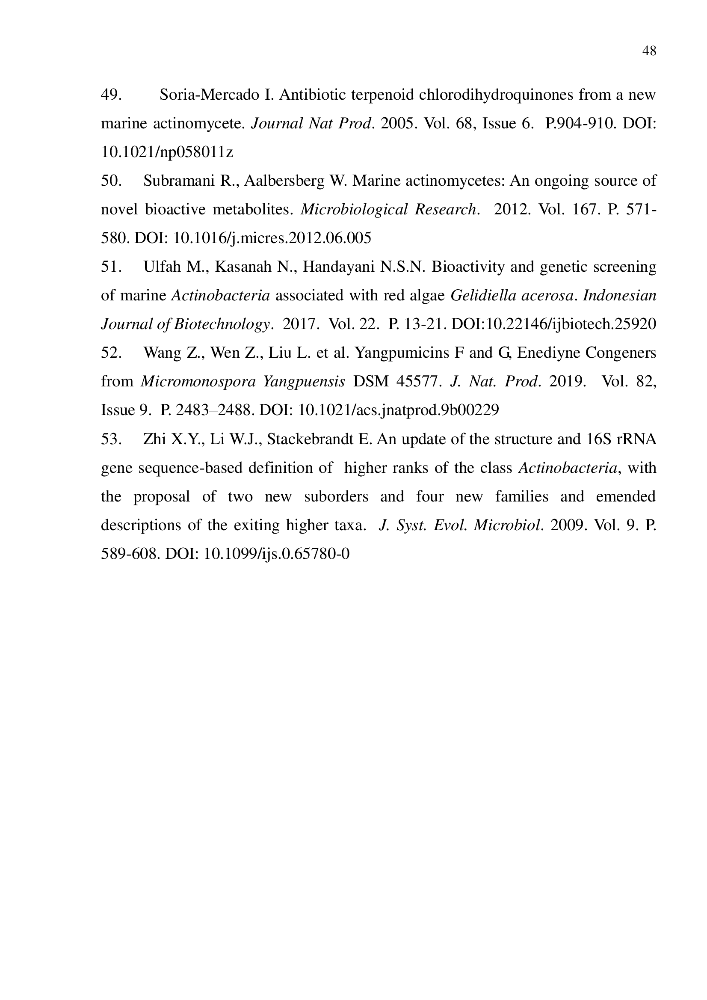 48
49. Soria-Mercado I. Antibiotic terpenoid chlorodihydroquinones from a new
marine actinomycete. Journal Nat Prod. 2005. Vol. 68, Issue 6. P.904-910. DOI:
10.1021/np058011z
50. Subramani R., Aalbersberg W. Marine actinomycetes: An ongoing source of
novel bioactive metabolites. Microbiological Research. 2012. Vol. 167. P. 571-
580. DOI: 10.1016/j.micres.2012.06.005
51. Ulfah M., Kasanah N., Handayani N.S.N. Bioactivity and genetic screening
of marine Actinobacteria associated with red algae Gelidiella acerosa. Indonesian
Journal of Biotechnology. 2017. Vol. 22. P. 13-21. DOI:10.22146/ijbiotech.25920
52. Wang Z., Wen Z., Liu L. et al. Yangpumicins F and G, Enediyne Congeners
from Micromonospora Yangpuensis DSM 45577. J. Nat. Prod. 2019. Vol. 82,
Issue 9. P. 2483–2488. DOI: 10.1021/acs.jnatprod.9b00229
53. Zhi X.Y., Li W.J., Stackebrandt E. An update of the structure and 16S rRNA
gene sequence-based definition of higher ranks of the class Actinobacteria, with
the proposal of two new suborders and four new families and emended
descriptions of the exiting higher taxa. J. Syst. Evol. Microbiol. 2009. Vol. 9. P.
589-608. DOI: 10.1099/ijs.0.65780-0